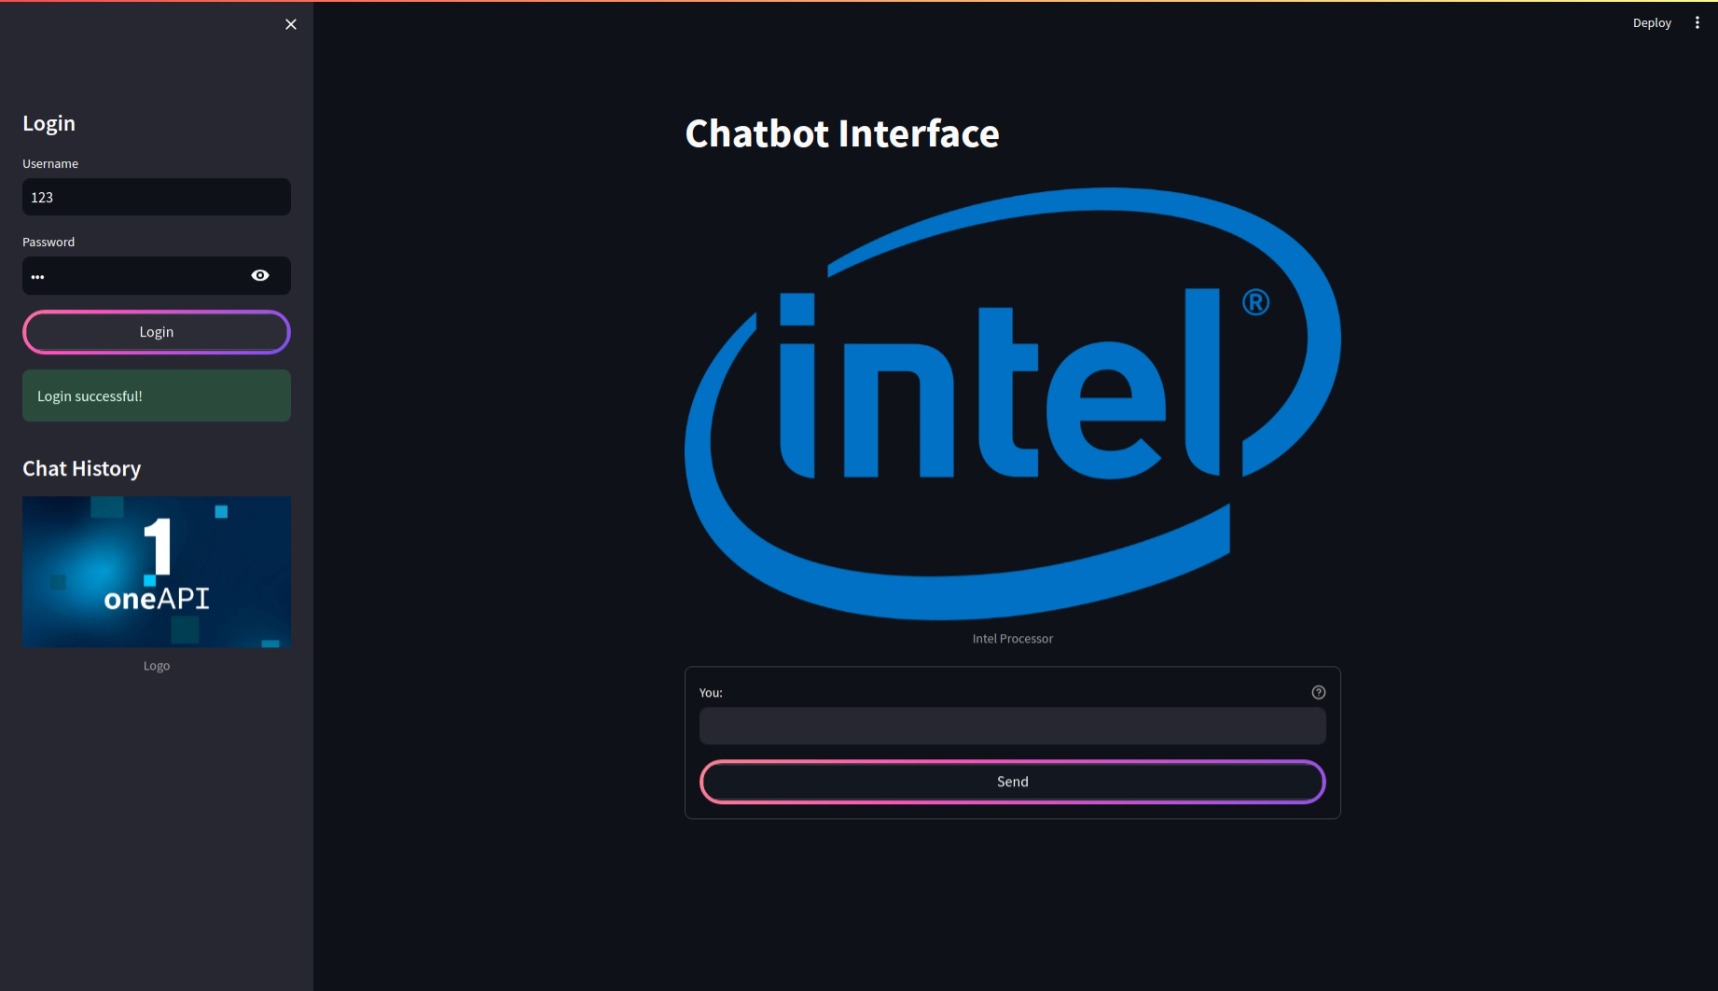 Deploy
Login
Username
123
Password
•••
Login
Login successful!
Chat History
1
oneAPI
Logo
Chatbot Interface
intel®
Intel Processor
You:
Send